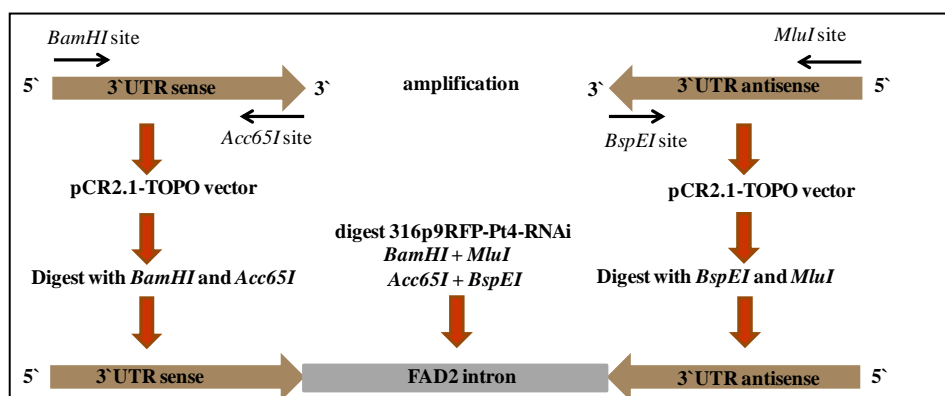 BamHI site
MluI site
5`
3`UTR sense
3`
amplification
3`
3`UTR antisense
5`
Acc65I site
BspEI site
pCR2.1-TOPO vector
pCR2.1-TOPO vector
digest 316p9RFP-Pt4-RNAi
BamHI + MluI
Acc65I + BspEI
Digest with BamHI and Acc65I
Digest with BspEI and MluI
5`
3`UTR sense
FAD2 intron
3`UTR antisense
5`